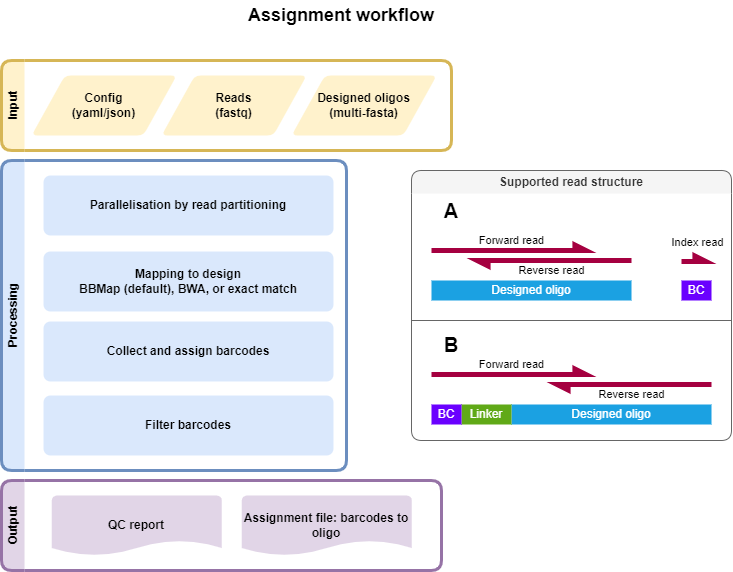 Assignment workflow
Input
Config
(yaml/json)
Reads
(fastq)
Designed oligos
(multi-fasta)
Processing
Parallelisation by read partitioning
Mapping to design
BBMap (default), BWA, or exact match
Collect and assign barcodes
Filter barcodes
Supported read structure
A
Forward read
Index read
Reverse read
Designed oligo
BC
B
Forward read
Reverse read
BC
Linker
Designed oligo
Output
QC report
Assignment file: barcodes to
oligo